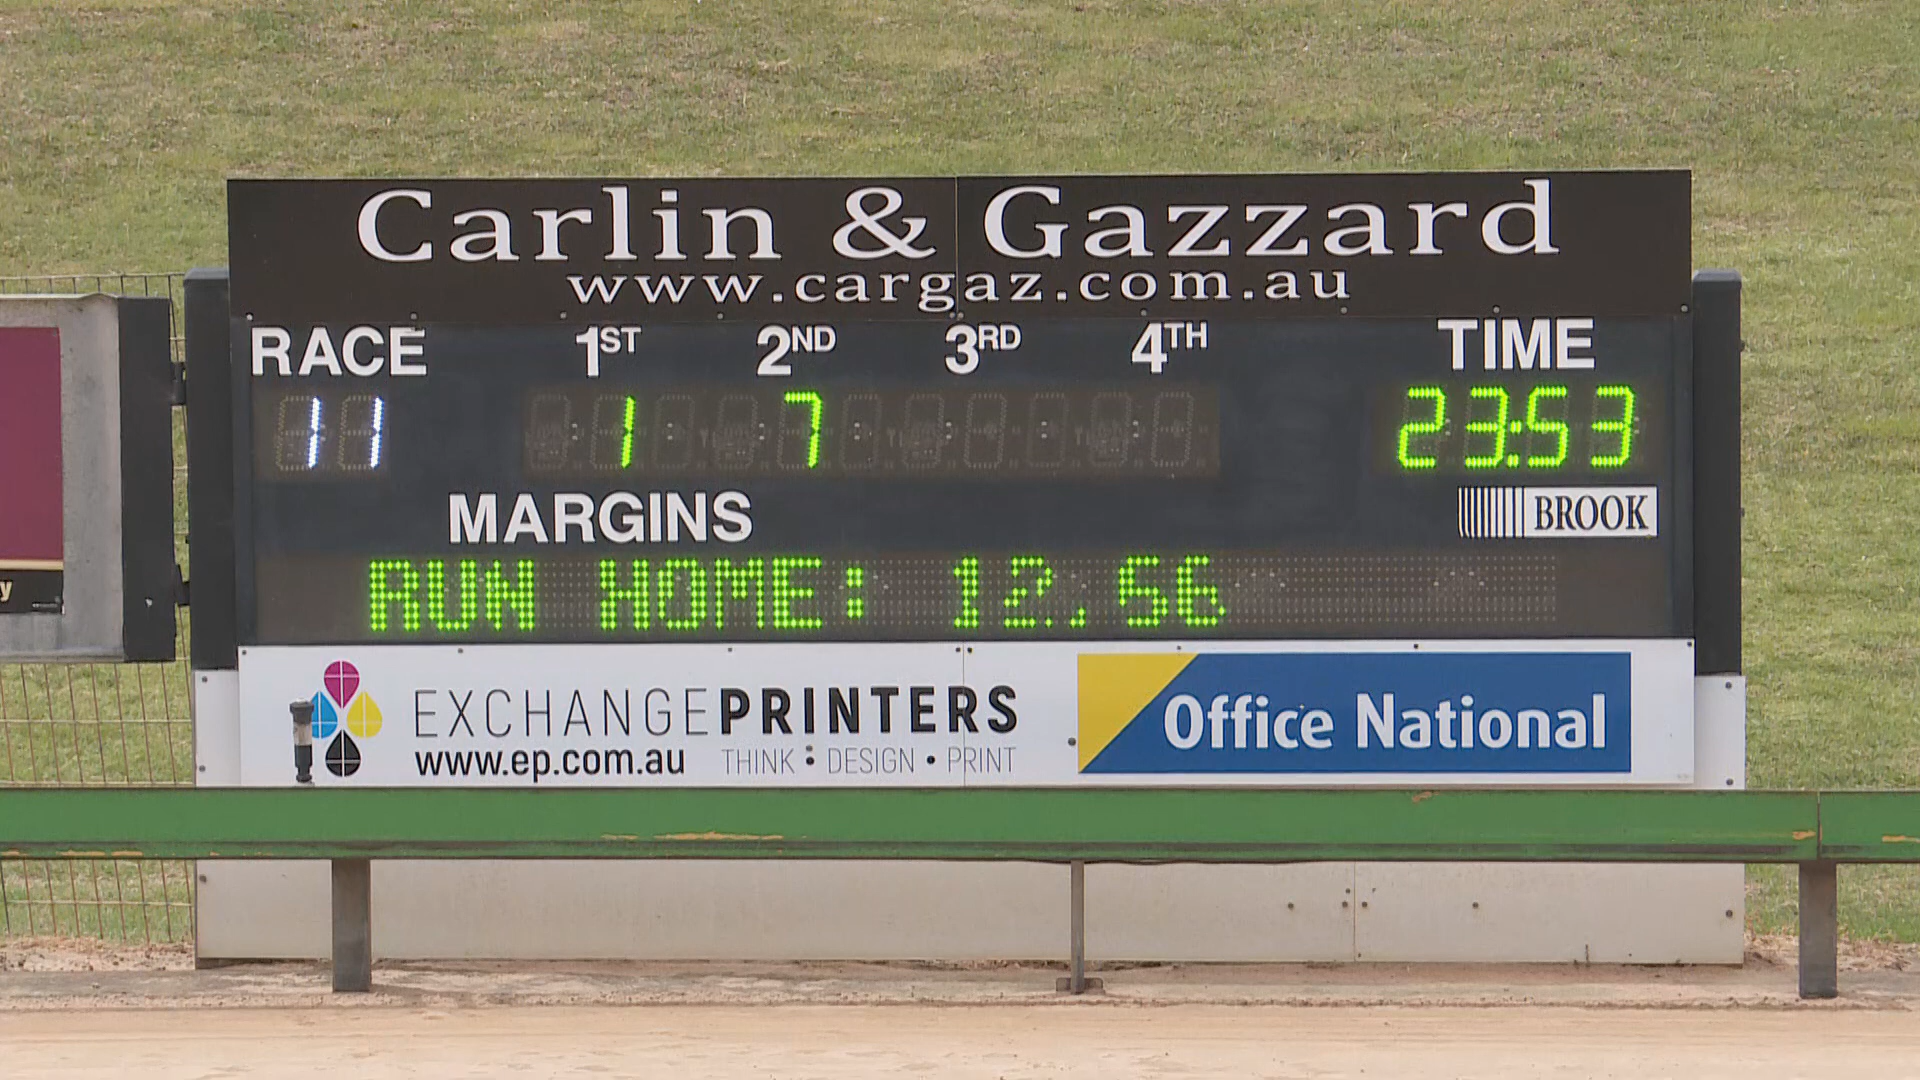 Carlin & Gazzard
www.cargaz.com.au
RACE 1ST 2ND 3RD 4TH TIME
11 1 7 23:53
MARGINS BROOK
RUN HOME: 12.56
EXCHANGEPRINTERS
www.ep.com.au THINK • DESIGN • PRINT
Office National
y